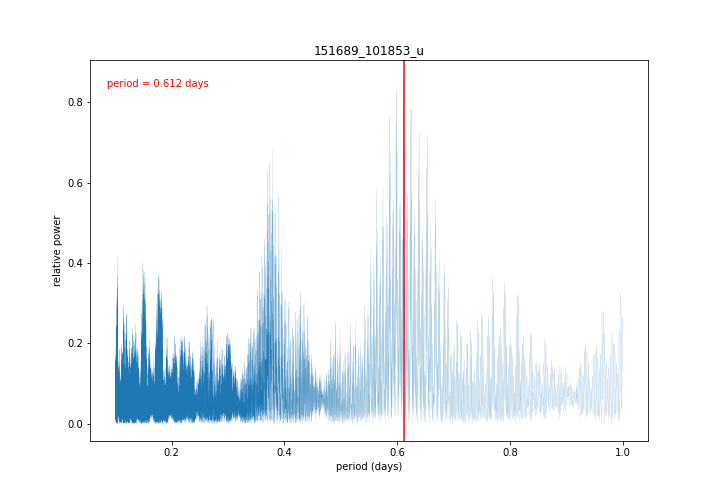 151689_101853_u
period = 0.612 days
relative power
0.8
0.6
0.4
0.2
0.0
0.2 0.4 0.6 0.8 1.0
period (days)